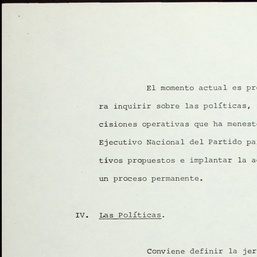 El momento actual es pr
ra inquirir sobre las políticas,
cisiones operativas que ha menest
Ejecutivo Nacional del Partido pa
tivos propuestos e implantar la a
un proceso permanente.
IV. Las Políticas.
Conviene definir la jer